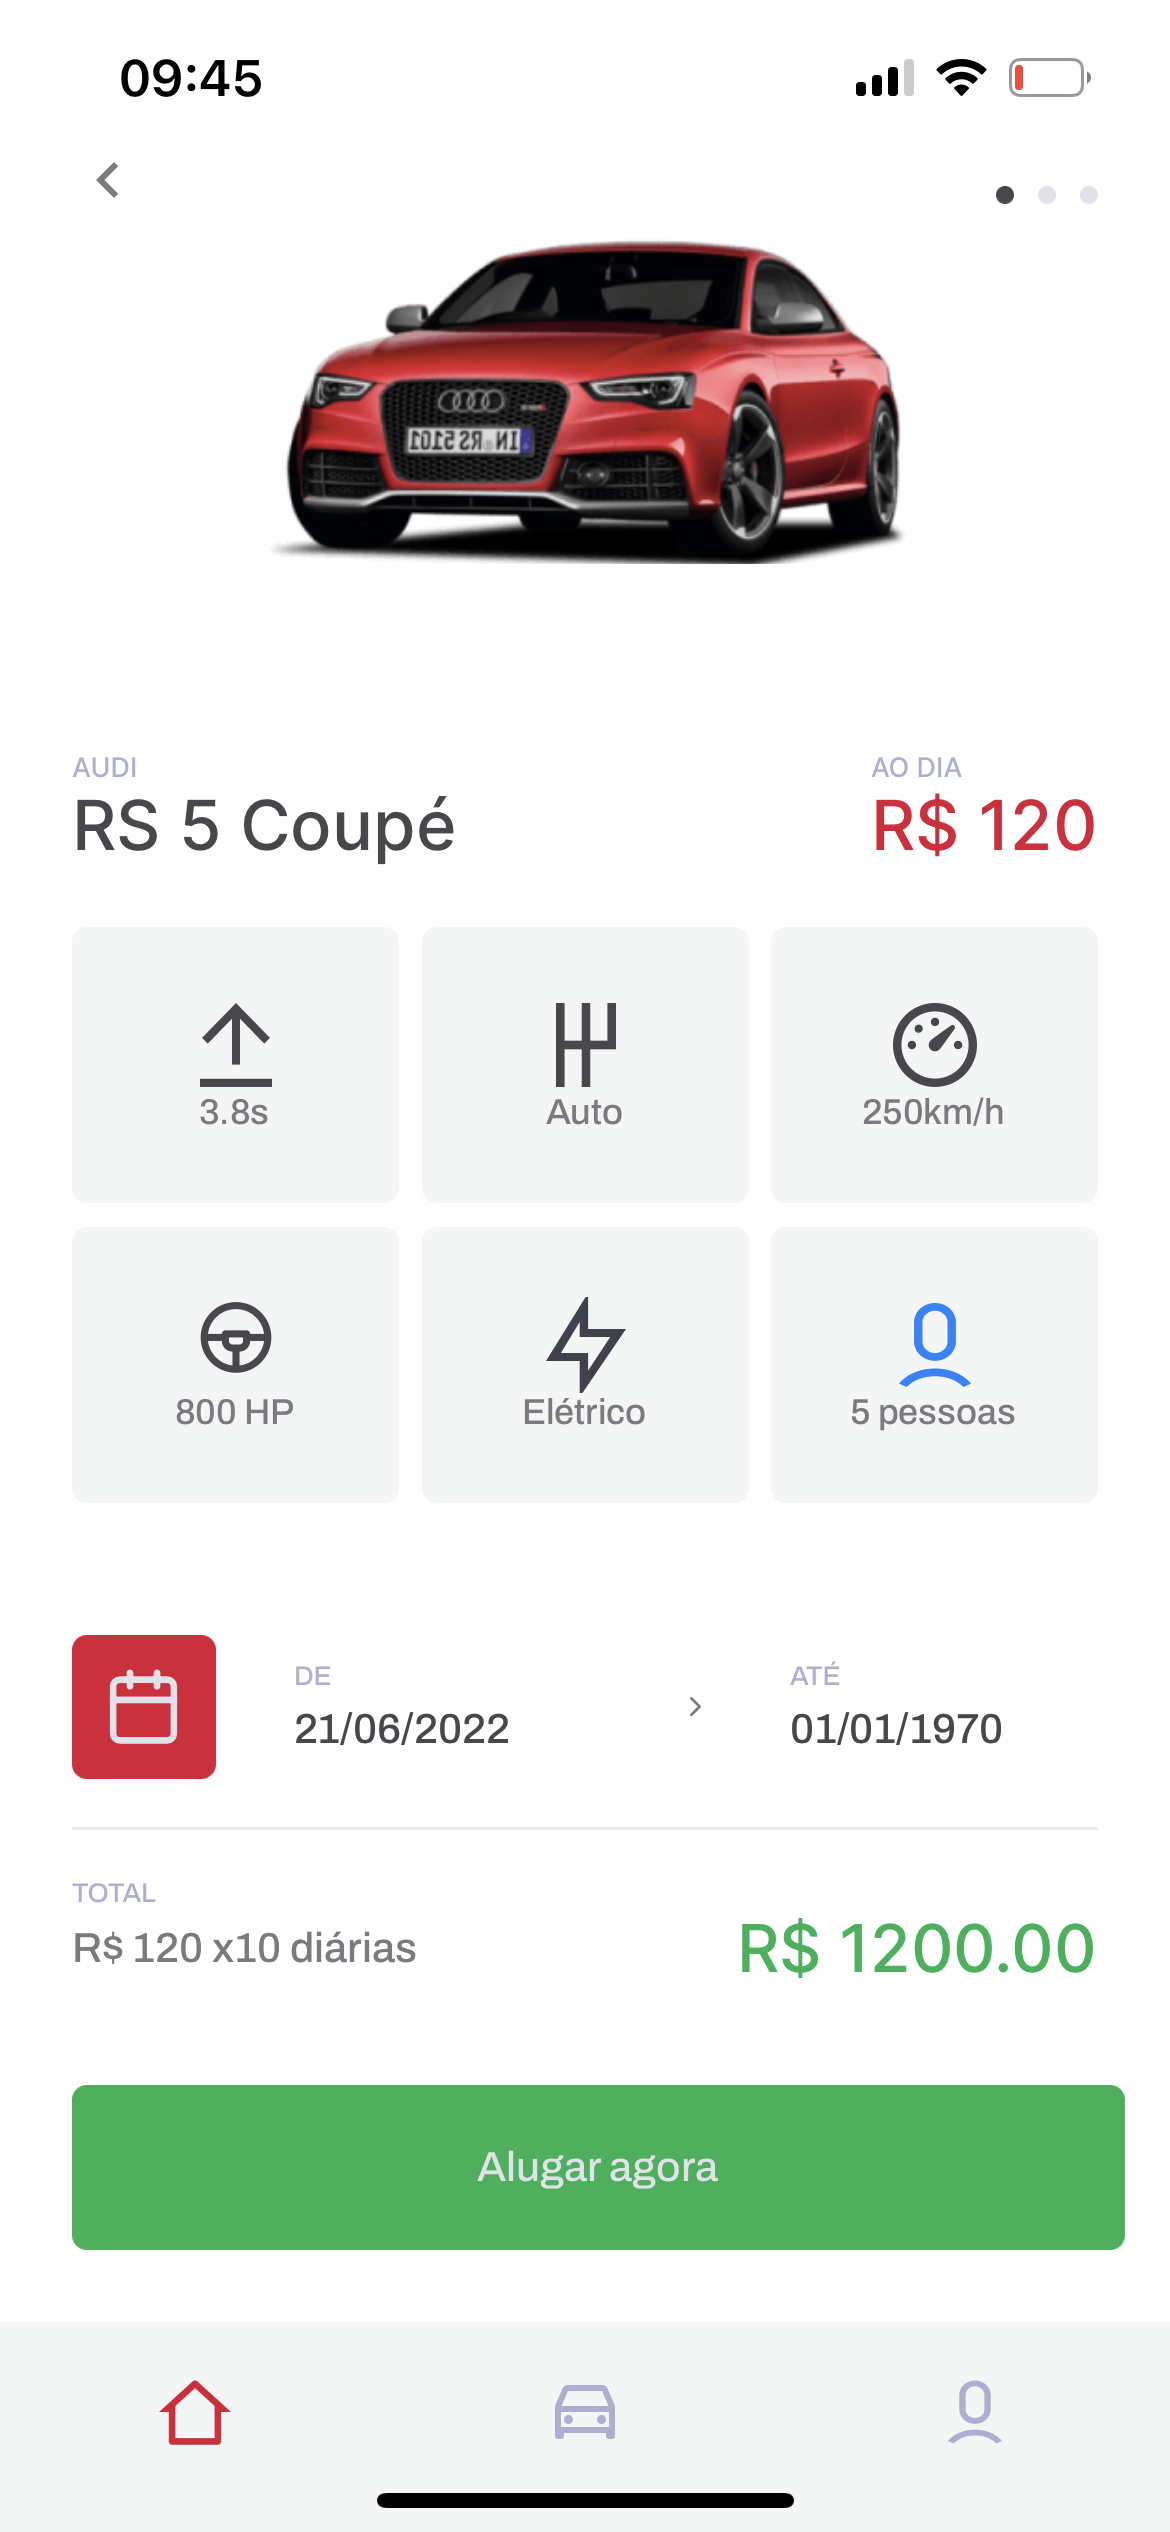 09:45
AUDI
RS 5 Coupé
AO DIA
R$ 120
3.8s
Auto
250km/h
800 HP
Elétrico
5 pessoas
DE
21/06/2022
ATÉ
01/01/1970
TOTAL
R$ 120 x10 diárias
R$ 1200.00
Alugar agora